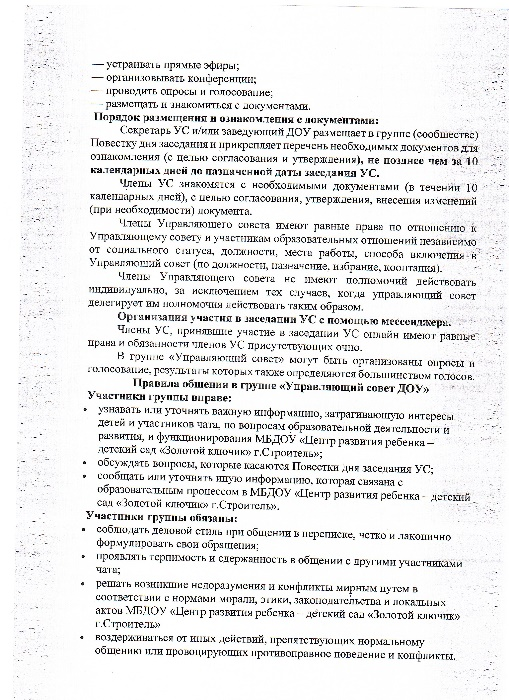 — устраивать прямые эфиры;
— организовывать конференции;
— проводить опросы и голосование;
— размещать и знакомиться с документами.
Порядок размещения и ознакомления с документами:
Секретарь УС и/или заведующий ДОУ размещает в группе (сообществе)
Повестку дня заседания и прикрепляет перечень необходимых документов для
ознакомления (с целью согласования и утверждения), не позднее чем за 10
календарных дней до назначенной даты заседания УС.
Члены УС знакомятся с необходимыми документами (в течении 10
календарных дней), с целью согласования, утверждения, внесения изменений
(при необходимости) документа.
Члены Управляющего совета имеют равные права по отношению к
Управляющему совету и участникам образовательных отношений независимо
от социального статуса, должности, места работы, способа включения в
Управляющий совет (по должности, назначение, избрание, кооптация).
Члены Управляющего совета не имеют полномочий действовать
индивидуально, за исключением тех случаев, когда управляющий совет
делегирует им полномочия действовать таким образом.
Организация участия в заседании УС с помощью мессенджера.
Члены УС, принявшие участие в заседании УС онлайн имеют равные
права и обязанности членов УС присутствующих очно.
В группе «Управляющий совет» могут быть организованы опросы и
голосование, результаты которых также определяются большинством голосов.
Правила общения в группе «Управляющий совет ДОУ»
Участники группы вправе:
• узнавать или уточнять важную информацию, затрагивающую интересы
детей и участников чата, по вопросам образовательной деятельности и
развития, и функционирования МБДОУ «Центр развития ребенка –
детский сад «Золотой ключик» г.Строитель»;
• обсуждать вопросы, которые касаются Повестки дня заседания УС;
• сообщать или уточнять иную информацию, которая связана с
образовательным процессом в МБДОУ «Центр развития ребенка - детский
сад «Золотой ключик» г.Строитель».
Участники группы обязаны:
• соблюдать деловой стиль при общении в переписке, четко и лаконично
формулировать свои обращения;
• проявлять терпимость и сдержанность в общении с другими участниками
чата;
• решать возникшие недоразумения и конфликты мирным путем в
соответствии с нормами морали, этики, законодательства и локальных
актов МБДОУ «Центр развития ребенка – детский сад «Золотой ключик»
г.Строитель»
• воздерживаться от иных действий, препятствующих нормальному
общению или провоцирующих противоправное поведение и конфликты.